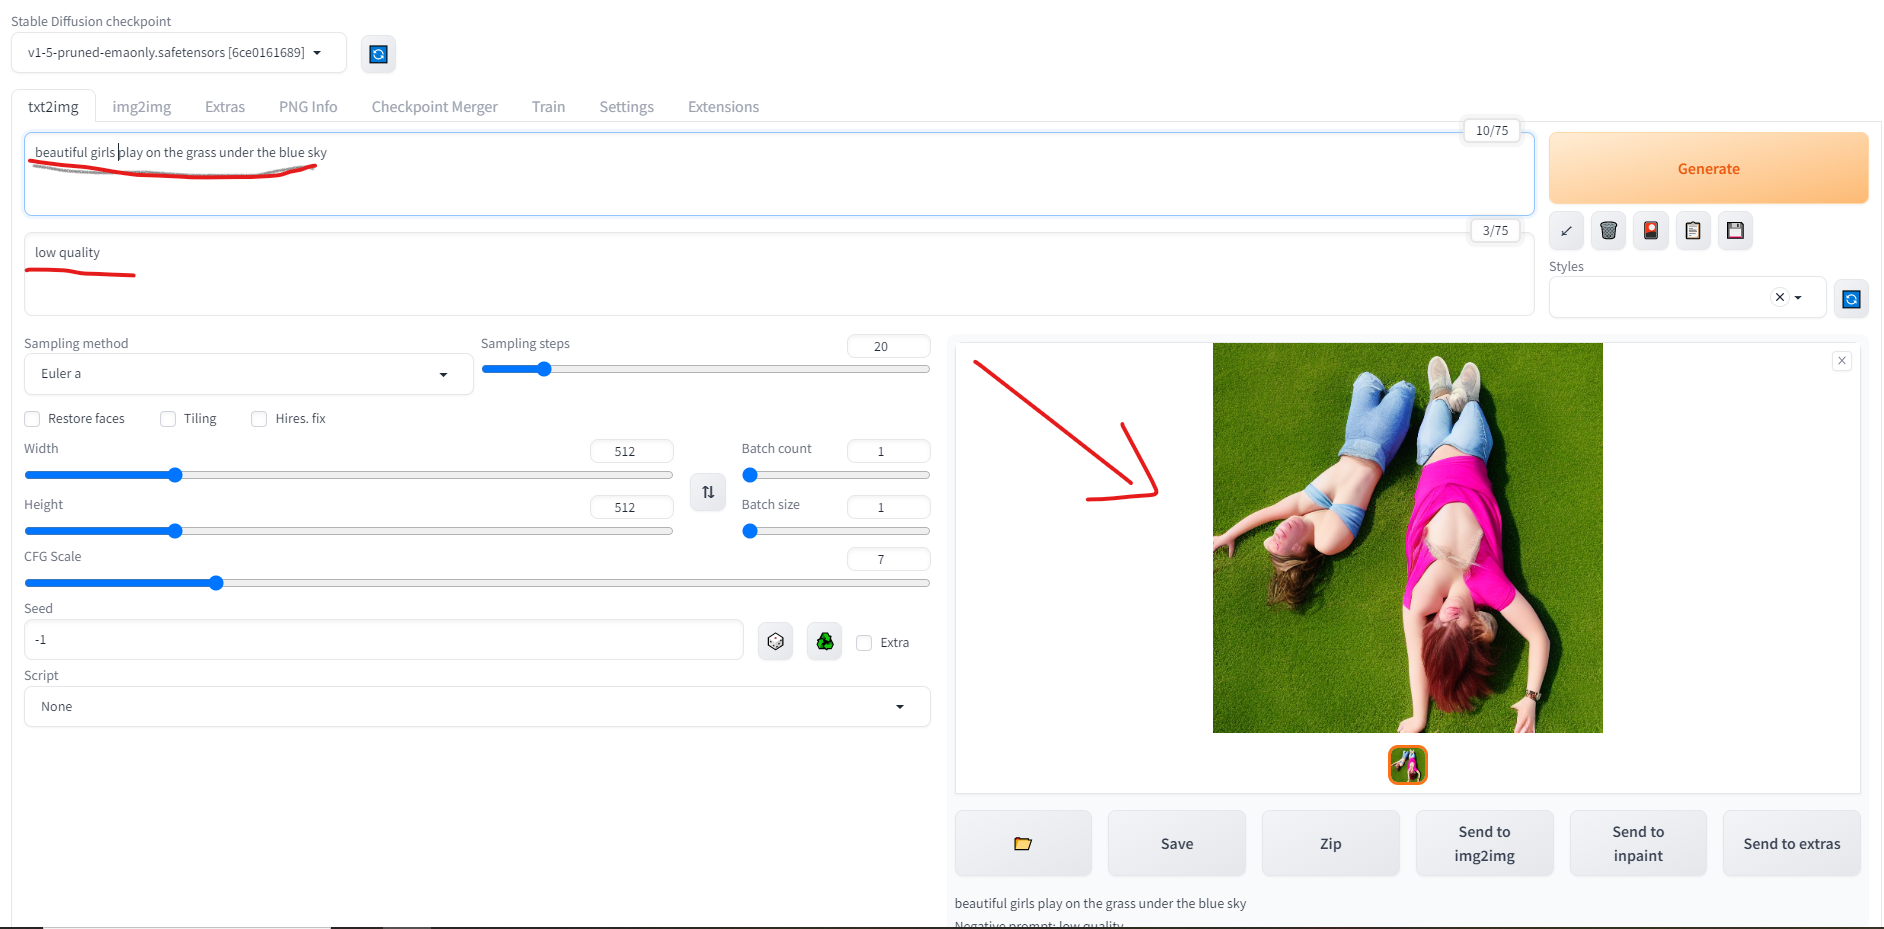 Stable Diffusion checkpoint
v1-5-pruned-emaonly.safetensors [6ce0161689]
txt2img img2img Extras PNG Info Checkpoint Merger Train Settings Extensions
10/75
beautiful girls play on the grass under the blue sky
Generate
3/75
low quality
Styles
Sampling method
Euler a
Sampling steps
20
Restore faces Tiling Hires. fix
Width
512
Batch count
1
Height
512
Batch size
1
CFG Scale
7
Seed
-1
Extra
Script
None
Save
Zip
Send to img2img
Send to inpaint
Send to extras
beautiful girls play on the grass under the blue sky
Negative prompt: low quality